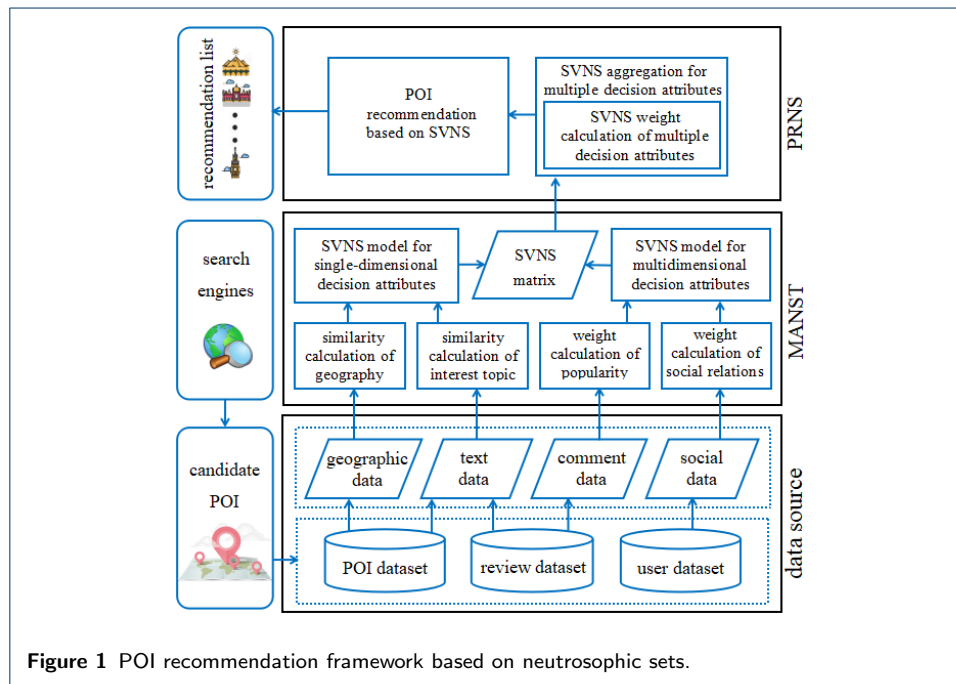 recommendation list
POI
recommendation
based on SVNS
SVNS aggregation for
multiple decision attributes
SVNS weight
calculation of multiple
decision attributes
PRNS
search
engines
SVNS model for
single-dimensional
decision attributes
SVNS
matrix
SVNS model for
multidimensional
decision attributes
similarity
calculation of
geography
similarity
calculation of
interest topic
weight
calculation of
popularity
weight
calculation of
social relations
MANST
candidate
POI
geographic
data
text
data
comment
data
social
data
POI dataset
review dataset
user dataset
data source
Figure 1 POI recommendation framework based on neutrosophic sets.